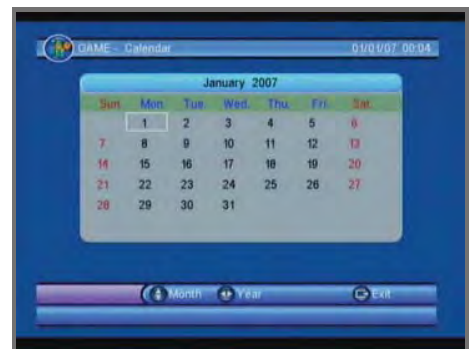 GAME - Calendar 01/01/07 00:04
January 2007
Sun. Mon. Tue. Wed. Thu. Fri. Sat.
1 2 3 4 5 6
7 8 9 10 11 12 13
14 15 16 17 18 19 20
21 22 23 24 25 26 27
28 29 30 31
Month Year Exit